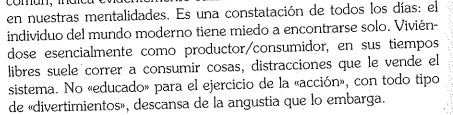 común, indica evidentemente
en nuestras mentalidades. Es una constatación de todos los días: el
individuo del mundo moderno tiene miedo a encontrarse solo. Vivién-
dose esencialmente como productor/consumidor, en sus tiempos
libres suele correr a consumir cosas, distracciones que le vende el
sistema. No «educado» para el ejercicio de la «acción», con todo tipo
de «divertimientos», descansa de la angustia que lo embarga.